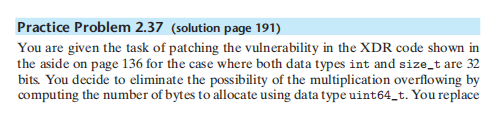 Practice Problem 2.37 (solution page 191)
You are given the task of patching the vulnerability in the XDR code shown in
the aside on page 136 for the case where both data types int and size_t are 32
bits. You decide to eliminate the possibility of the multiplication overflowing by
computing the number of bytes to allocate using data type uint64_t. You replace